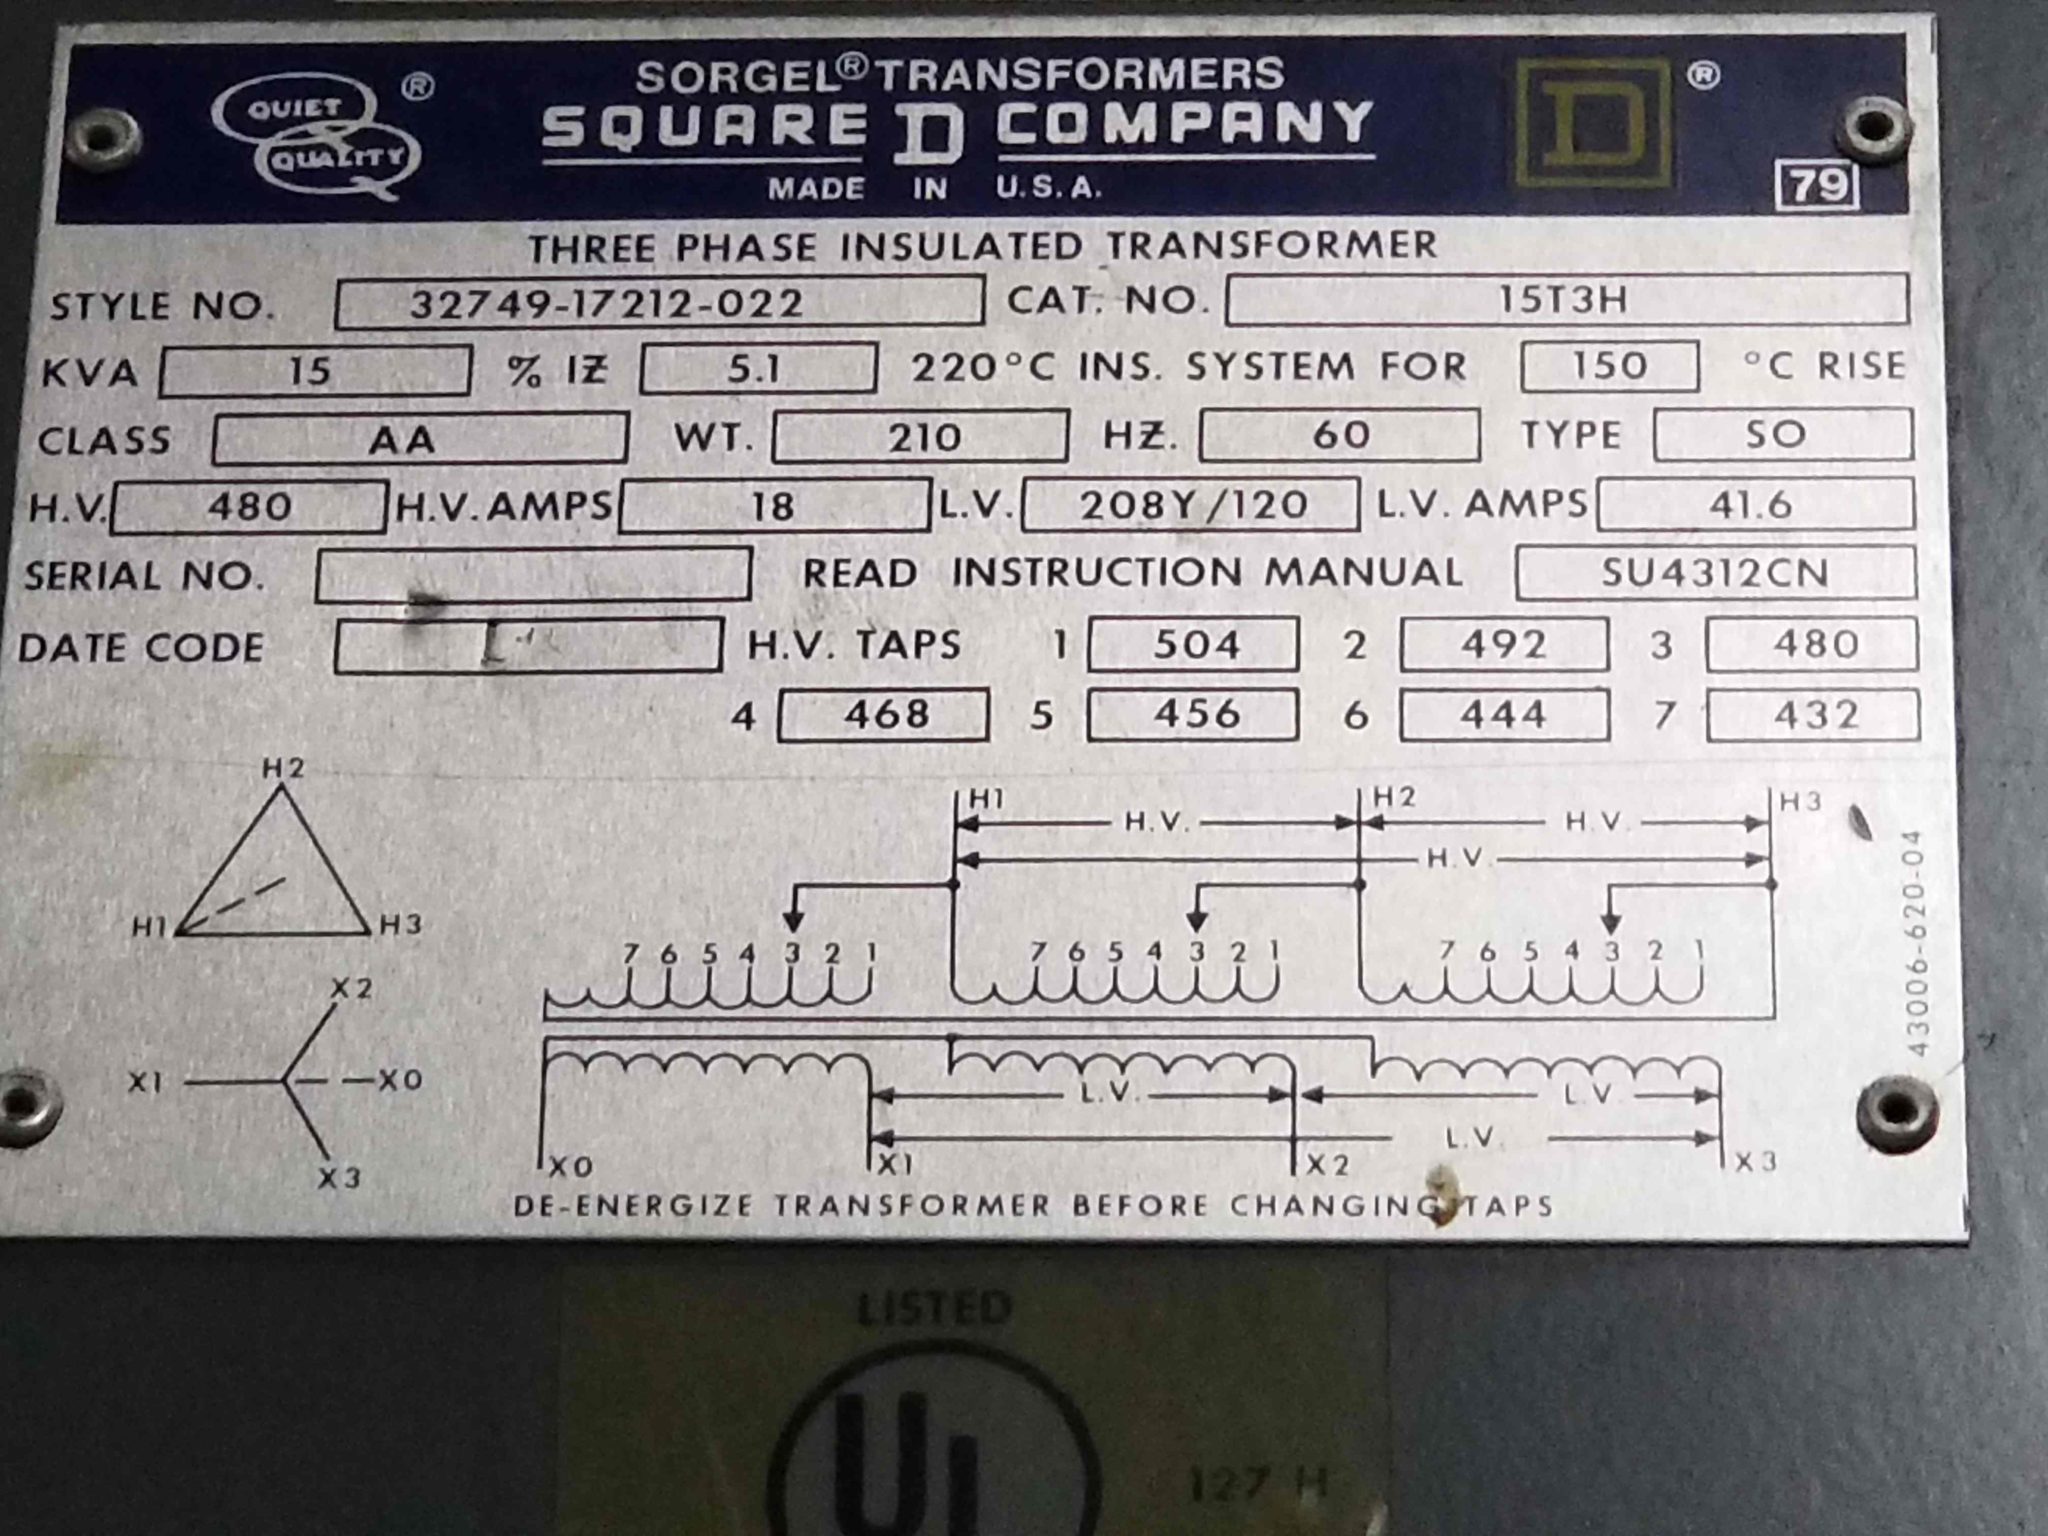 QUIET QUALITY ®
SORGEL® TRANSFORMERS
SQUARE D COMPANY
MADE IN U.S.A.
D ®
79
THREE PHASE INSULATED TRANSFORMER
STYLE NO. 32749-17212-022 CAT. NO. 15T3H
KVA 15 % IZ 5.1 220°C INS. SYSTEM FOR 150 °C RISE
CLASS AA WT. 210 HZ. 60 TYPE SO
H.V. 480 H.V. AMPS 18 L.V. 208Y/120 L.V. AMPS 41.6
SERIAL NO. READ INSTRUCTION MANUAL SU4312CN
DATE CODE H.V. TAPS 1 504 2 492 3 480
4 468 5 456 6 444 7 432
H2
H1 H3
X2
X1 X0
X3
H1 H.V. H2 H.V. H3
H.V.
7 6 5 4 3 2 1 7 6 5 4 3 2 1 7 6 5 4 3 2 1
L.V. L.V.
L.V.
X0 X1 X2 X3
DE-ENERGIZE TRANSFORMER BEFORE CHANGING TAPS
43006-620-04
LISTED
UL
127 H